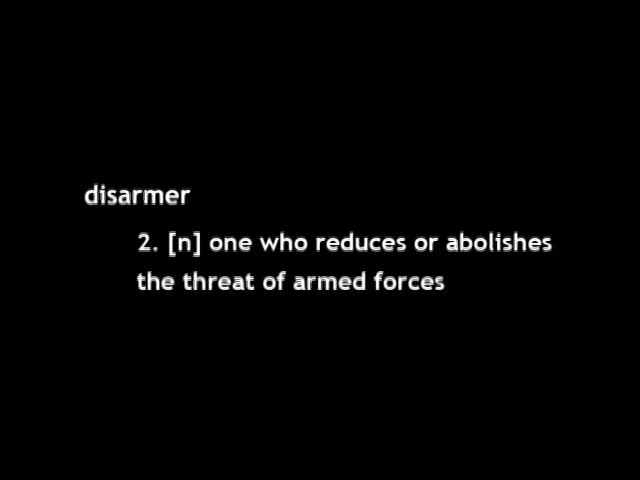 disarmer
2. [n] one who reduces or abolishes
the threat of armed forces